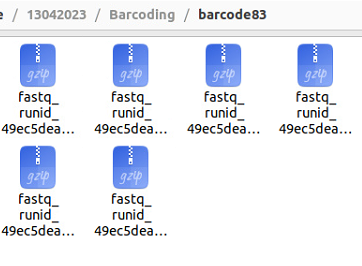 e / 13042023 / Barcoding / barcode83
gzip gzip gzip gzip
fastq_ fastq_ fastq_ fastq_
runid_ runid_ runid_ runid_
49ec5dea... 49ec5dea... 49ec5dea... 49ec5dea...
gzip gzip
fastq_ fastq_
runid_ runid_
49ec5dea... 49ec5dea...